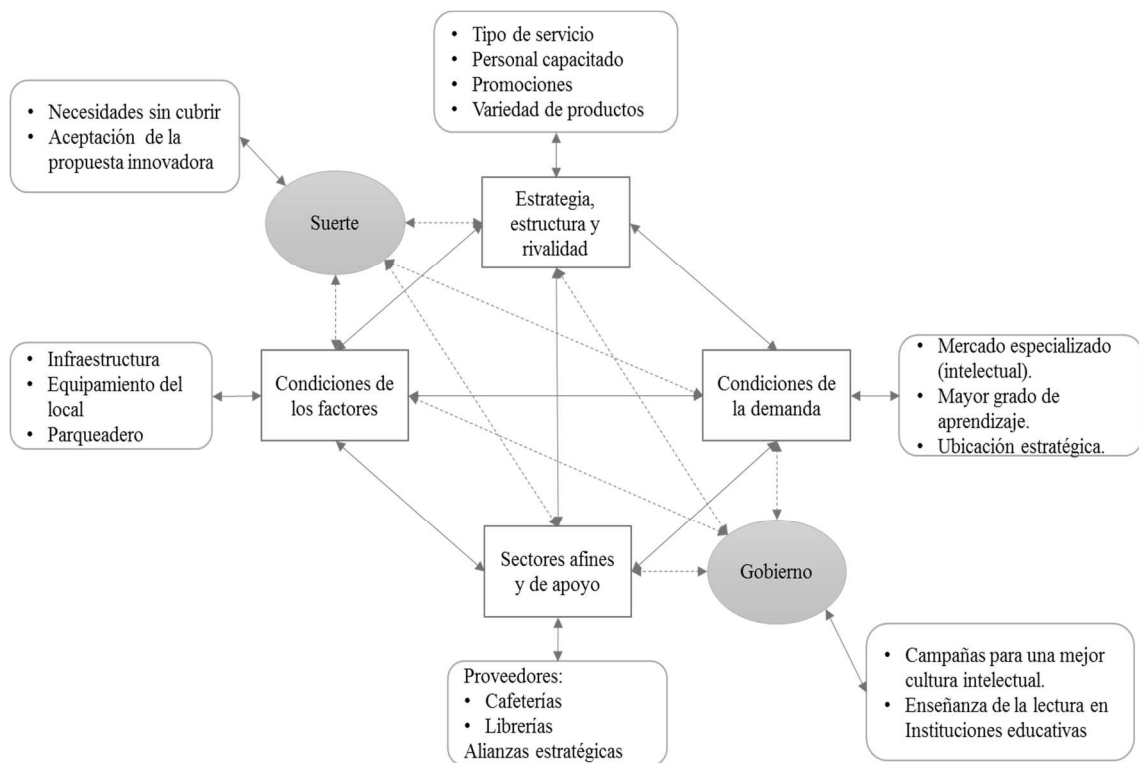 • Tipo de servicio
• Personal capacitado
• Promociones
• Variedad de productos
• Necesidades sin cubrir
• Aceptación de la
propuesta innovadora
Suerte
Estrategia,
estructura y
rivalidad
• Infraestructura
• Equipamiento del
local
• Parqueadero
Condiciones de
los factores
Condiciones de
la demanda
• Mercado especializado
(intelectual).
• Mayor grado de
aprendizaje.
• Ubicación estratégica.
Sectores afines
y de apoyo
Gobierno
Proveedores:
• Cafeterías
• Librerías
Alianzas estratégicas
• Campañas para una mejor
cultura intelectual.
• Enseñanza de la lectura en
Instituciones educativas